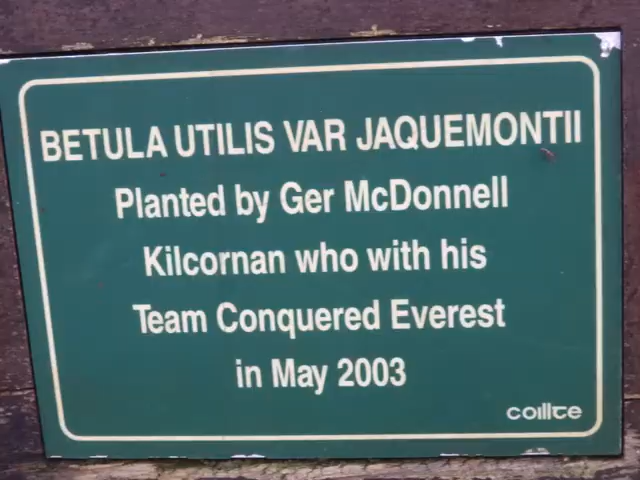 BETULA UTILIS VAR JAQUEMONTII
Planted by Ger McDonnell
Kilcornan who with his
Team Conquered Everest
in May 2003
coillte